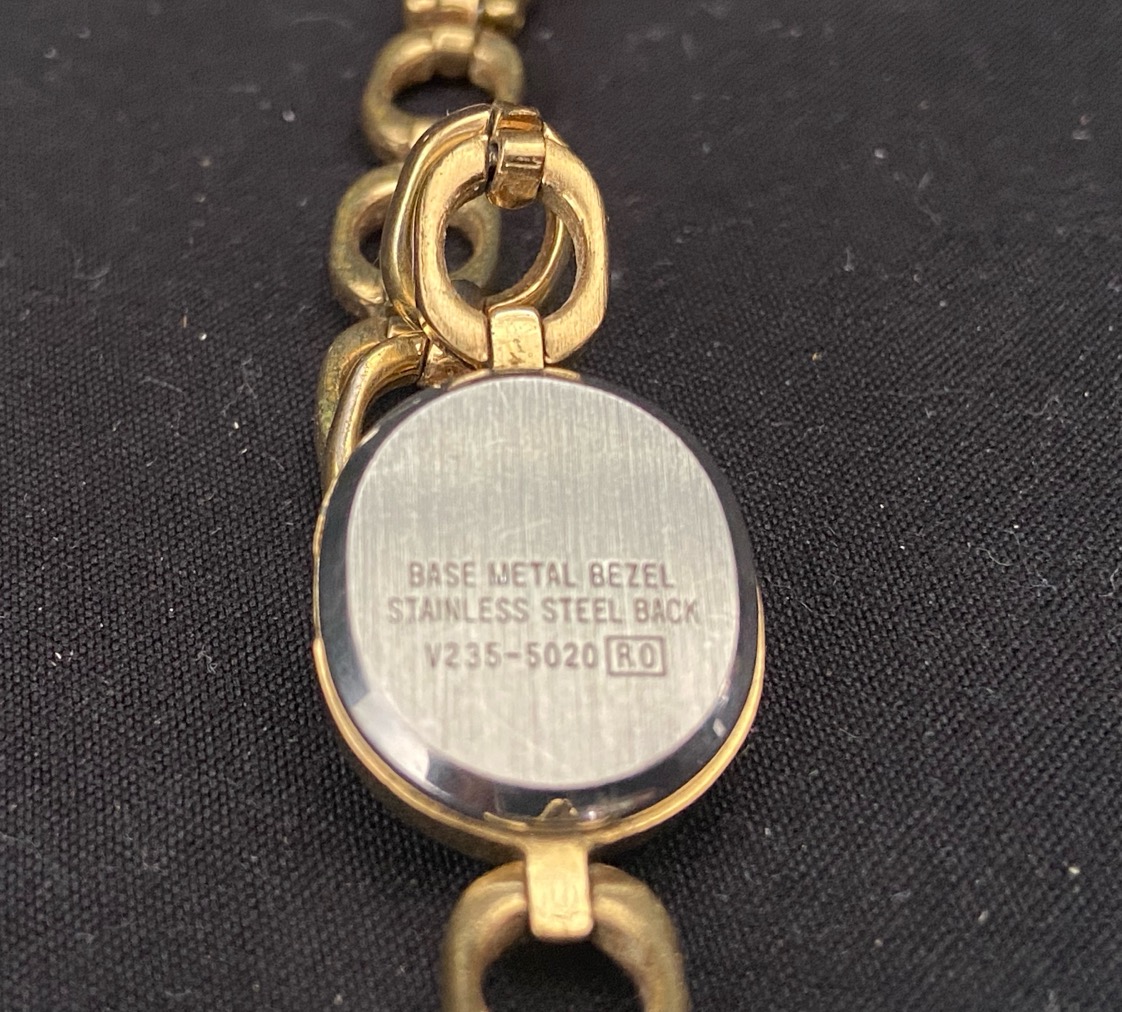 BASE METAL BEZEL
STAINLESS STEEL BACK
V235-5020 RO